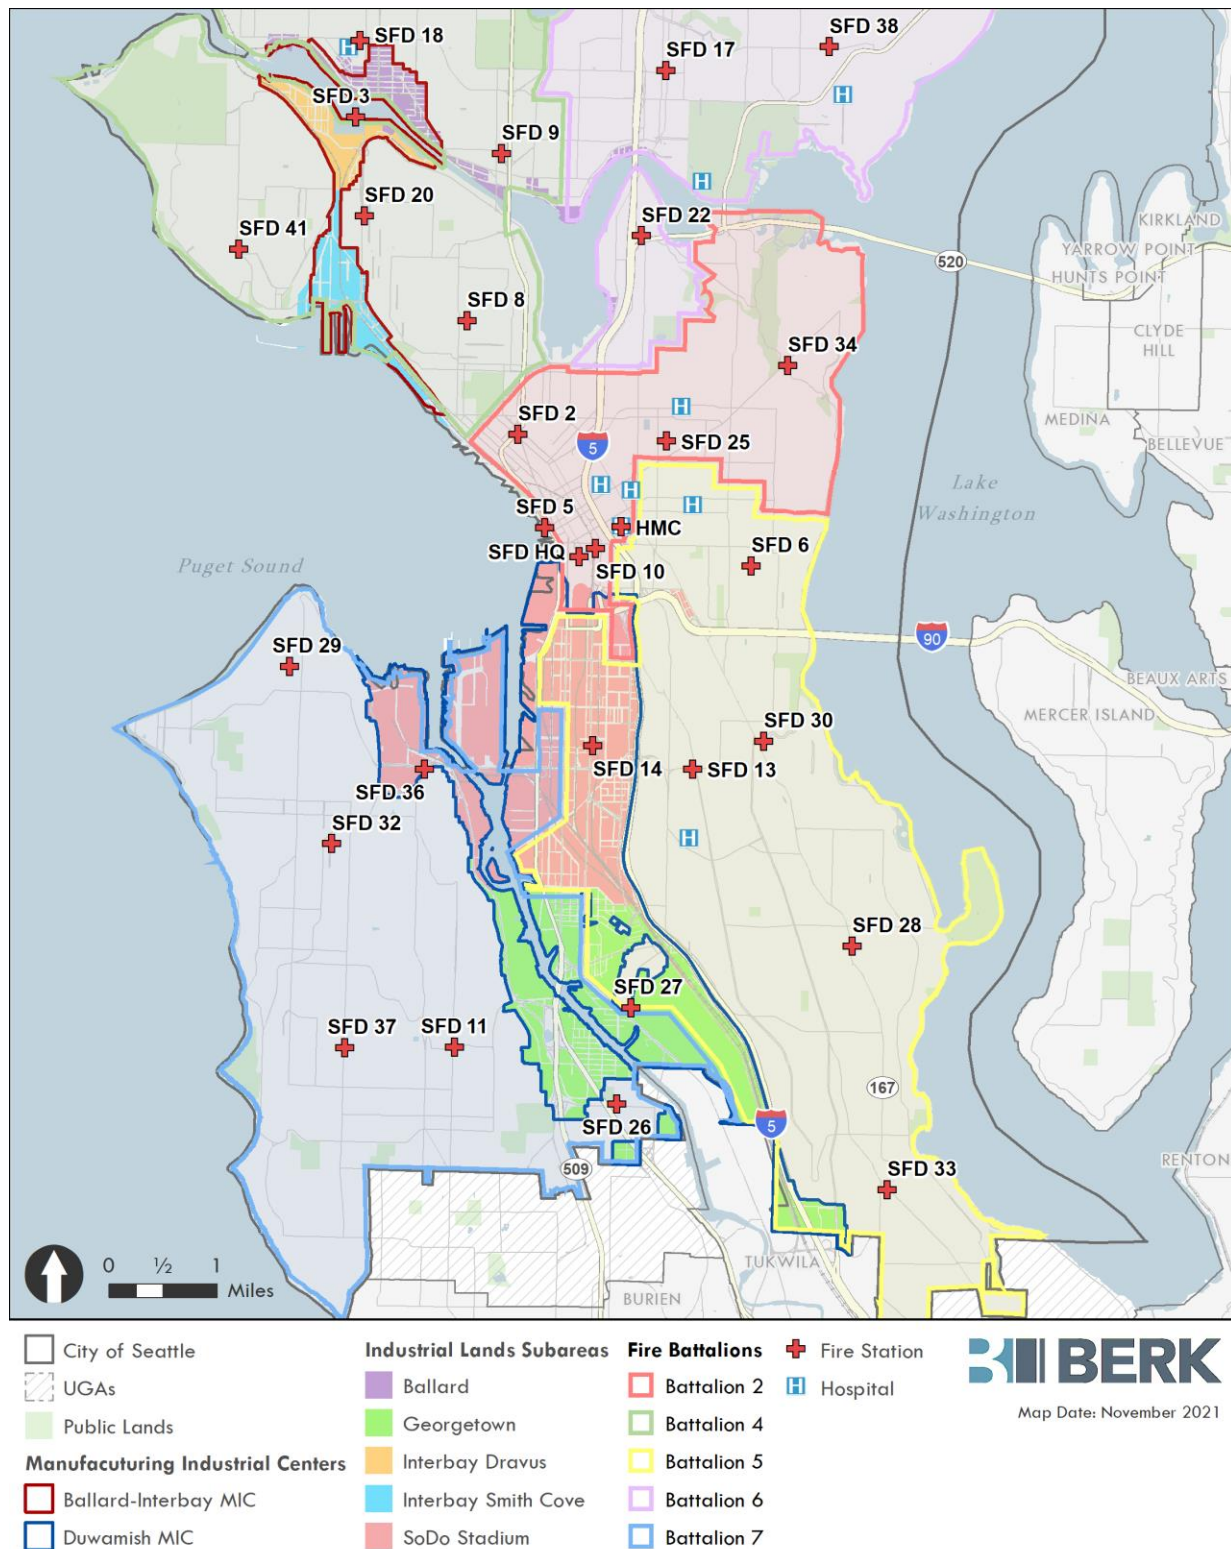 SFD 18
SFD 38
SFD 17
SFD 3
SFD 9
SFD 20
SFD 22
SFD 41
KIRKLAND
YARROW POINT
520
HUNTS POINT
SFD 8
CLYDE
HILL
SFD 34
SFD 2
MEDINA
5
SFD 25
BELLEVUE
Lake
Washington
SFD 5
HMC
SFD HQ
SFD 10
SFD 6
Puget Sound
90
SFD 29
BEAUX ARTS
MERCER ISLAND
SFD 30
SFD 14
SFD 13
SFD 36
SFD 32
SFD 28
SFD 27
SFD 37
SFD 11
167
SFD 26
5
509
SFD 33
RENTON
TUKWILA
0 ½ 1
Miles
BURIEN
City of Seattle
UGAs
Public Lands
Manufacuturing Industrial Centers
Ballard-Interbay MIC
Duwamish MIC
Industrial Lands Subareas
Ballard
Georgetown
Interbay Dravus
Interbay Smith Cove
SoDo Stadium
Fire Battalions
Battalion 2
Battalion 4
Battalion 5
Battalion 6
Battalion 7
Fire Station
H Hospital
BERK
Map Date: November 2021